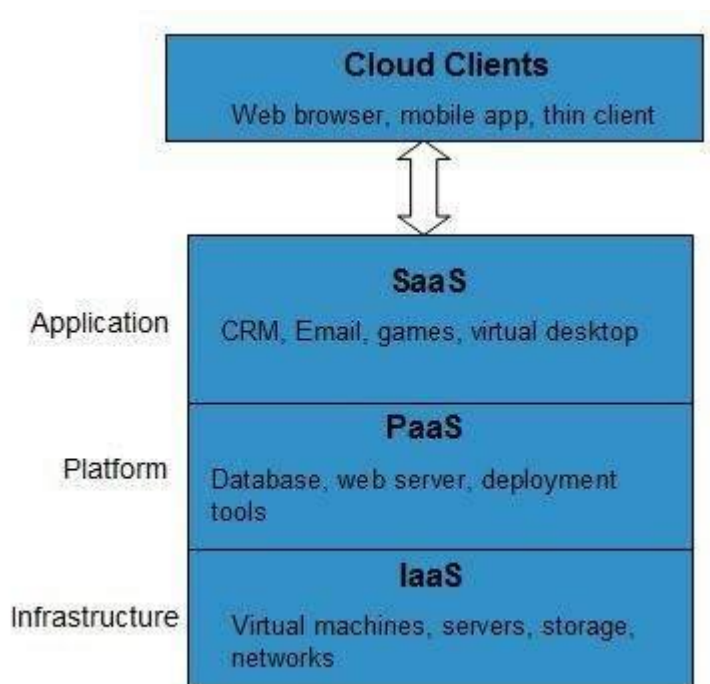 Cloud Clients
Web browser, mobile app, thin client
SaaS
Application
CRM, Email, games, virtual desktop
PaaS
Platform
Database, web server, deployment
tools
IaaS
Infrastructure
Virtual machines, servers, storage,
networks